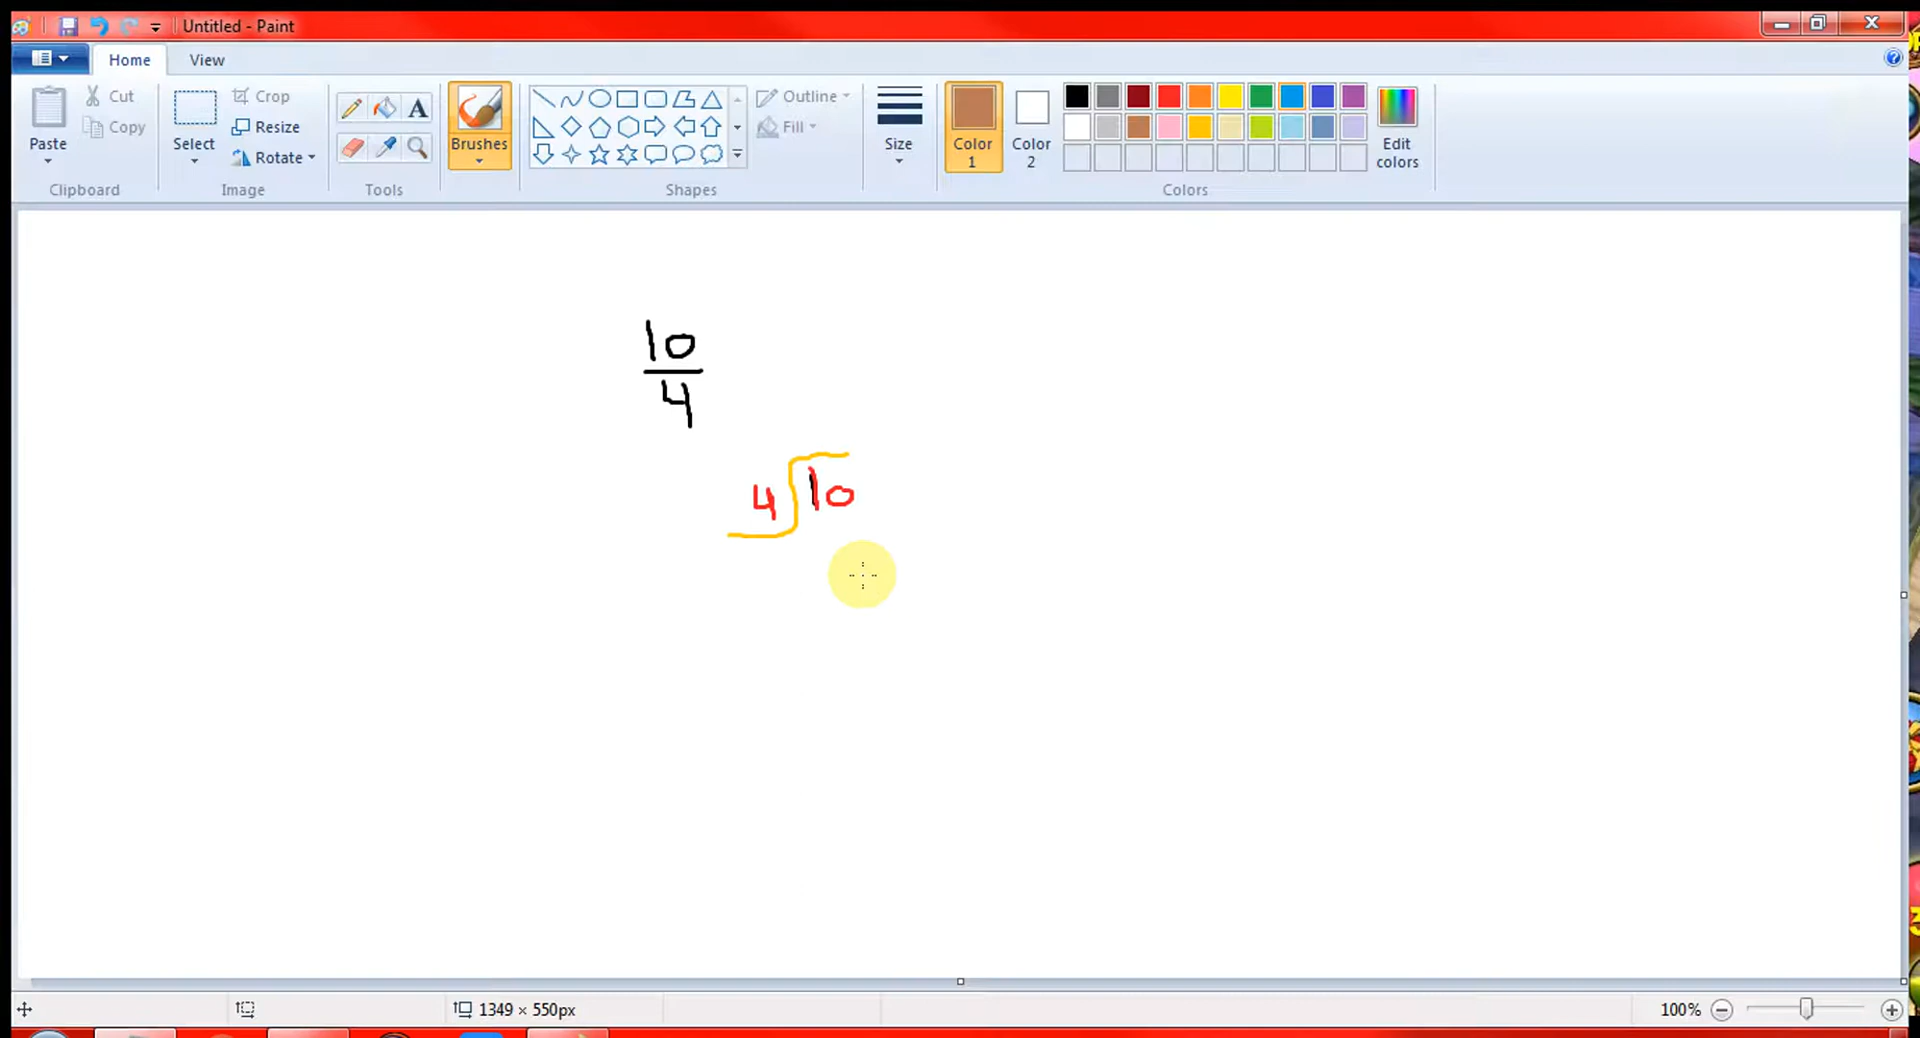 Untitled - Paint
Home View
Paste Cut Copy Clipboard
Select Crop Resize Rotate Image
A
Tools
Brushes
Shapes
Outline Fill
Size
Color 1
Color 2
Edit colors
Colors
10
4
4 10
1349 × 550px
100%